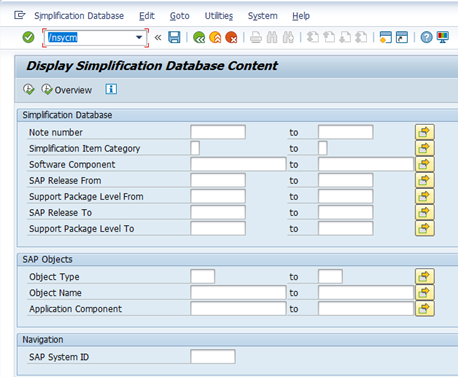 Simplification Database Edit Goto Utilities System Help
/nsycm
Display Simplification Database Content
Overview
Simplification Database
Note number to
Simplification Item Category to
Software Component to
SAP Release From to
Support Package Level From to
SAP Release To to
Support Package Level To to
SAP Objects
Object Type to
Object Name to
Application Component to
Navigation
SAP System ID